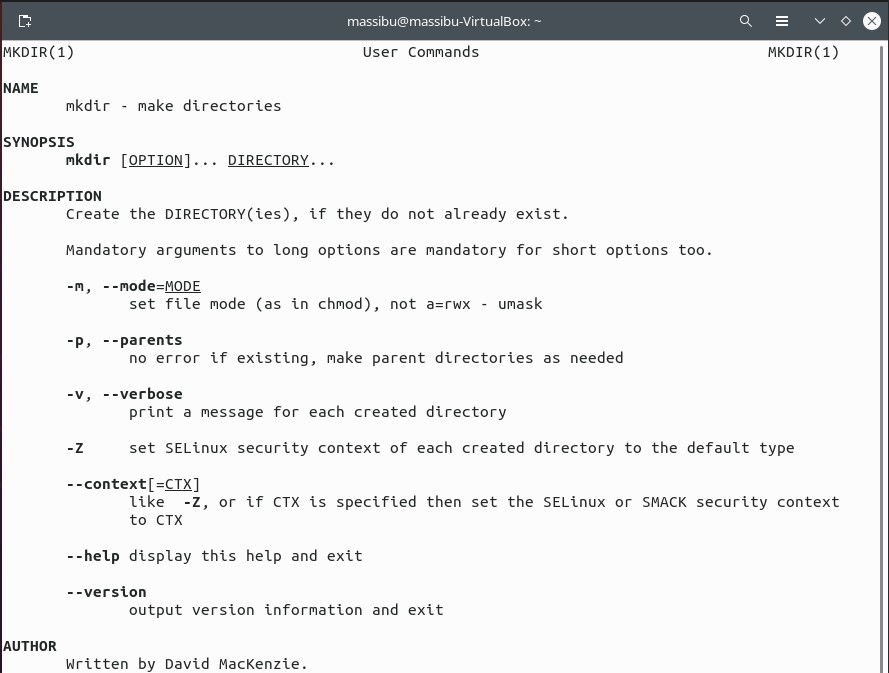 massibu@massibu-VirtualBox: ~
MKDIR(1) User Commands MKDIR(1)
NAME
mkdir - make directories
SYNOPSIS
mkdir [OPTION]... DIRECTORY...
DESCRIPTION
Create the DIRECTORY(ies), if they do not already exist.
Mandatory arguments to long options are mandatory for short options too.
-m, --mode=MODE
set file mode (as in chmod), not a=rwx - umask
-p, --parents
no error if existing, make parent directories as needed
-v, --verbose
print a message for each created directory
-Z set SELinux security context of each created directory to the default type
--context[=CTX]
like -Z, or if CTX is specified then set the SELinux or SMACK security context
to CTX
--help display this help and exit
--version
output version information and exit
AUTHOR
Written by David MacKenzie.